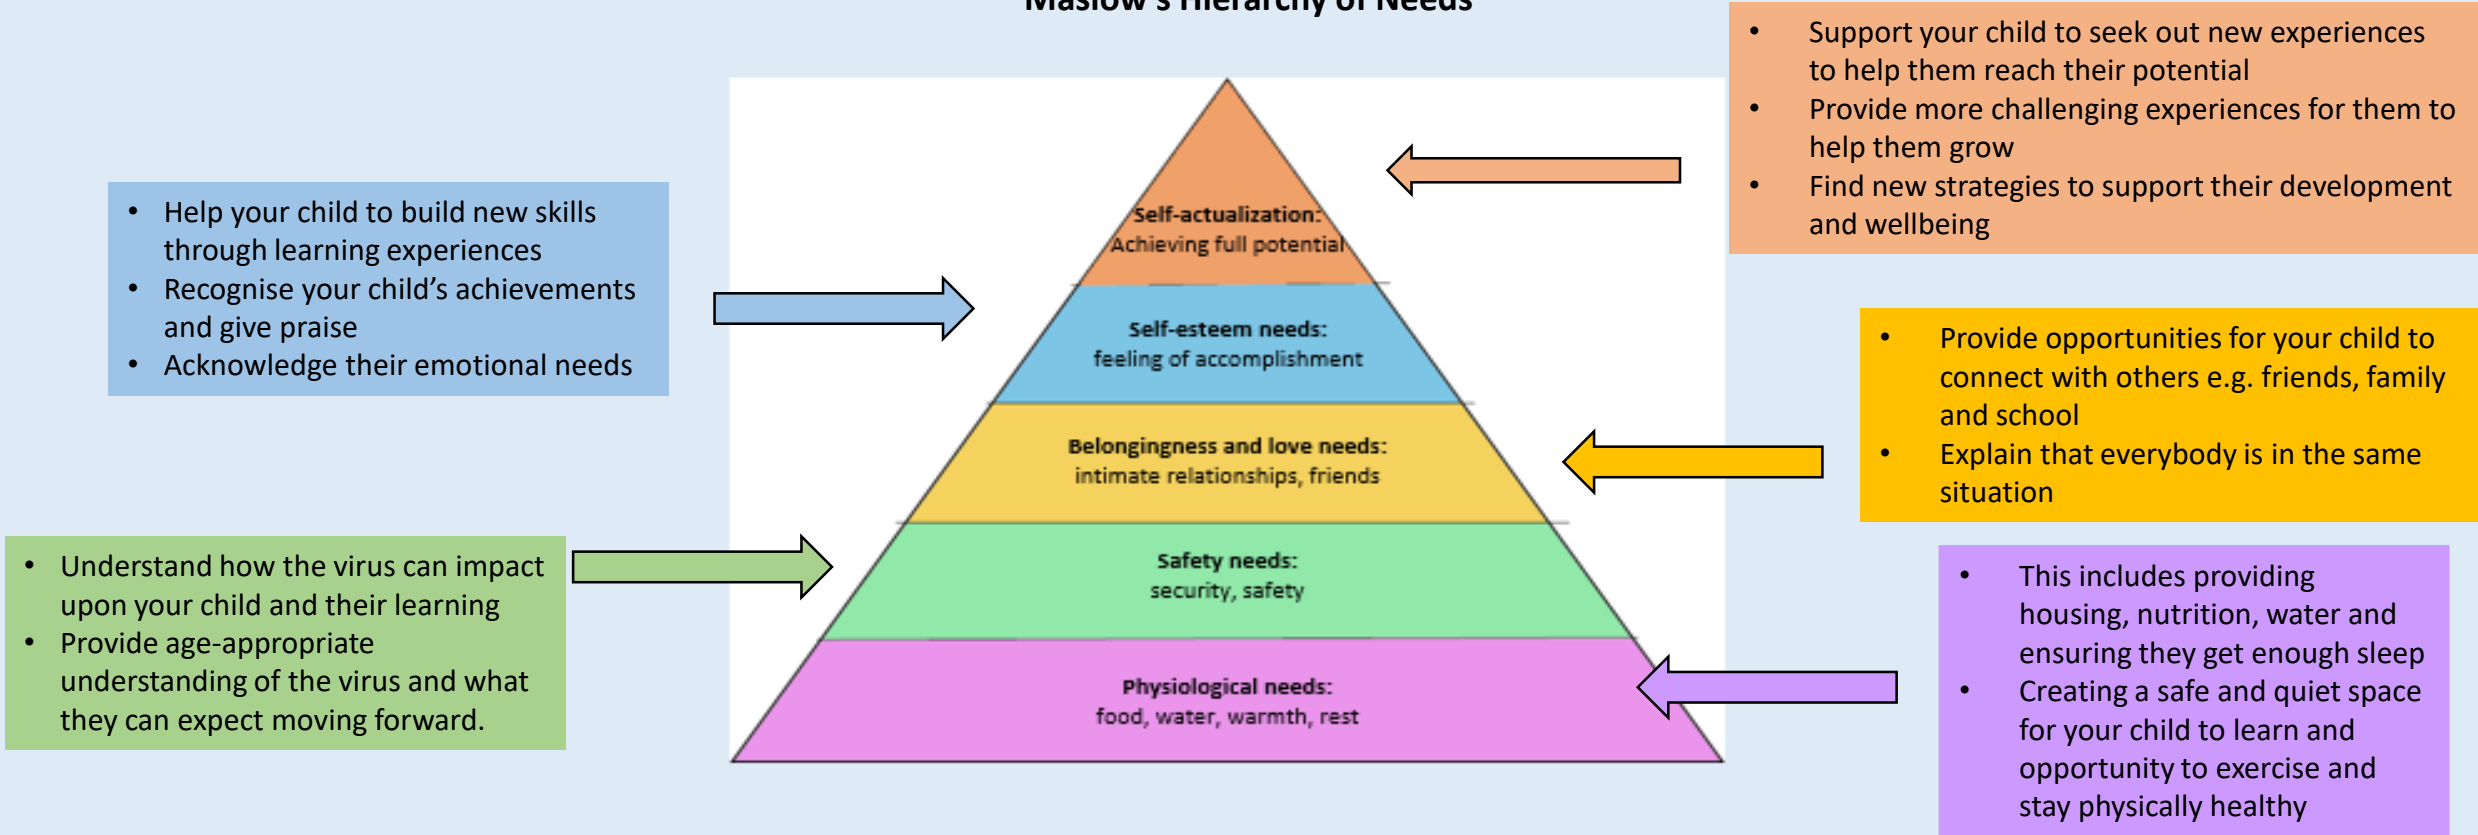 Maslow's Hierarchy of Needs
• Support your child to seek out new experiences
to help them reach their potential
• Provide more challenging experiences for them to
help them grow
• Find new strategies to support their development
and wellbeing
• Help your child to build new skills
through learning experiences
• Recognise your child's achievements
and give praise
• Acknowledge their emotional needs
Self-actualization:
Achieving full potential
Self-esteem needs:
feeling of accomplishment
Belongingness and love needs:
intimate relationships, friends
Safety needs:
security, safety
Physiological needs:
food, water, warmth, rest
• Provide opportunities for your child to
connect with others e.g. friends, family
and school
• Explain that everybody is in the same
situation
• Understand how the virus can impact
upon your child and their learning
• Provide age-appropriate
understanding of the virus and what
they can expect moving forward.
• This includes providing
housing, nutrition, water and
ensuring they get enough sleep
• Creating a safe and quiet space
for your child to learn and
opportunity to exercise and
stay physically healthy